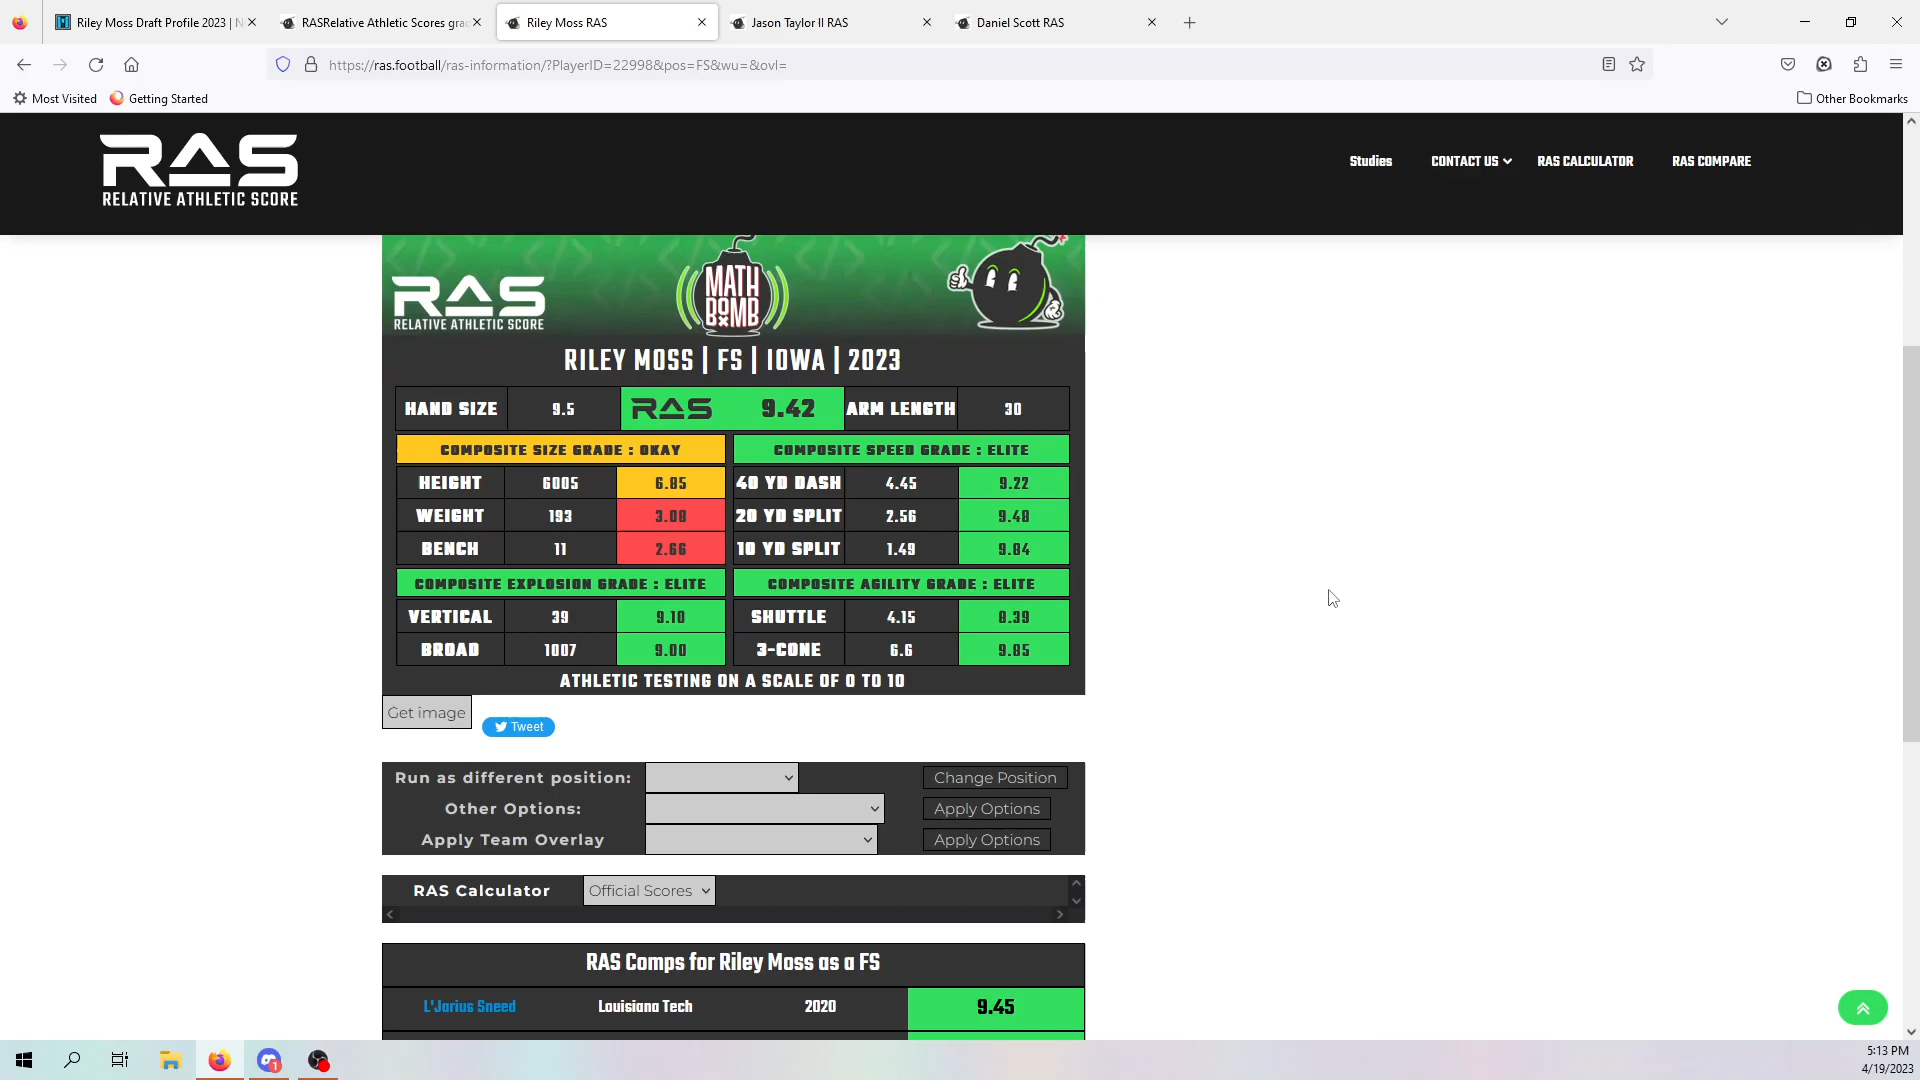 Riley Moss Draft Profile 2023 | N
RASRelative Athletic Scores grad
Riley Moss RAS
Jason Taylor II RAS
Daniel Scott RAS
https://ras.football/ras-information/?PlayerID=22998&pos=FS&wu=&ovl=
Most Visited
Getting Started
Other Bookmarks
RAS
RELATIVE ATHLETIC SCORE
Studies
CONTACT US
RAS CALCULATOR
RAS COMPARE
RAS
RELATIVE ATHLETIC SCORE
MATH
BOMB
RILEY MOSS | FS | IOWA | 2023
HAND SIZE 9.5 RAS 9.42 ARM LENGTH 30
COMPOSITE SIZE GRADE : OKAY COMPOSITE SPEED GRADE : ELITE
HEIGHT 6005 6.85 40 YD DASH 4.45 9.22
WEIGHT 193 3.08 20 YD SPLIT 2.56 9.48
BENCH 11 2.66 10 YD SPLIT 1.49 9.84
COMPOSITE EXPLOSION GRADE : ELITE COMPOSITE AGILITY GRADE : ELITE
VERTICAL 39 9.10 SHUTTLE 4.15 8.39
BROAD 1007 9.00 3-CONE 6.6 9.85
ATHLETIC TESTING ON A SCALE OF 0 TO 10
Get image
Tweet
Run as different position: Change Position
Other Options: Apply Options
Apply Team Overlay Apply Options
RAS Calculator Official Scores
RAS Comps for Riley Moss as a FS
L'Jarius Sneed Louisiana Tech 2020 9.45
1
5:13 PM
4/19/2023